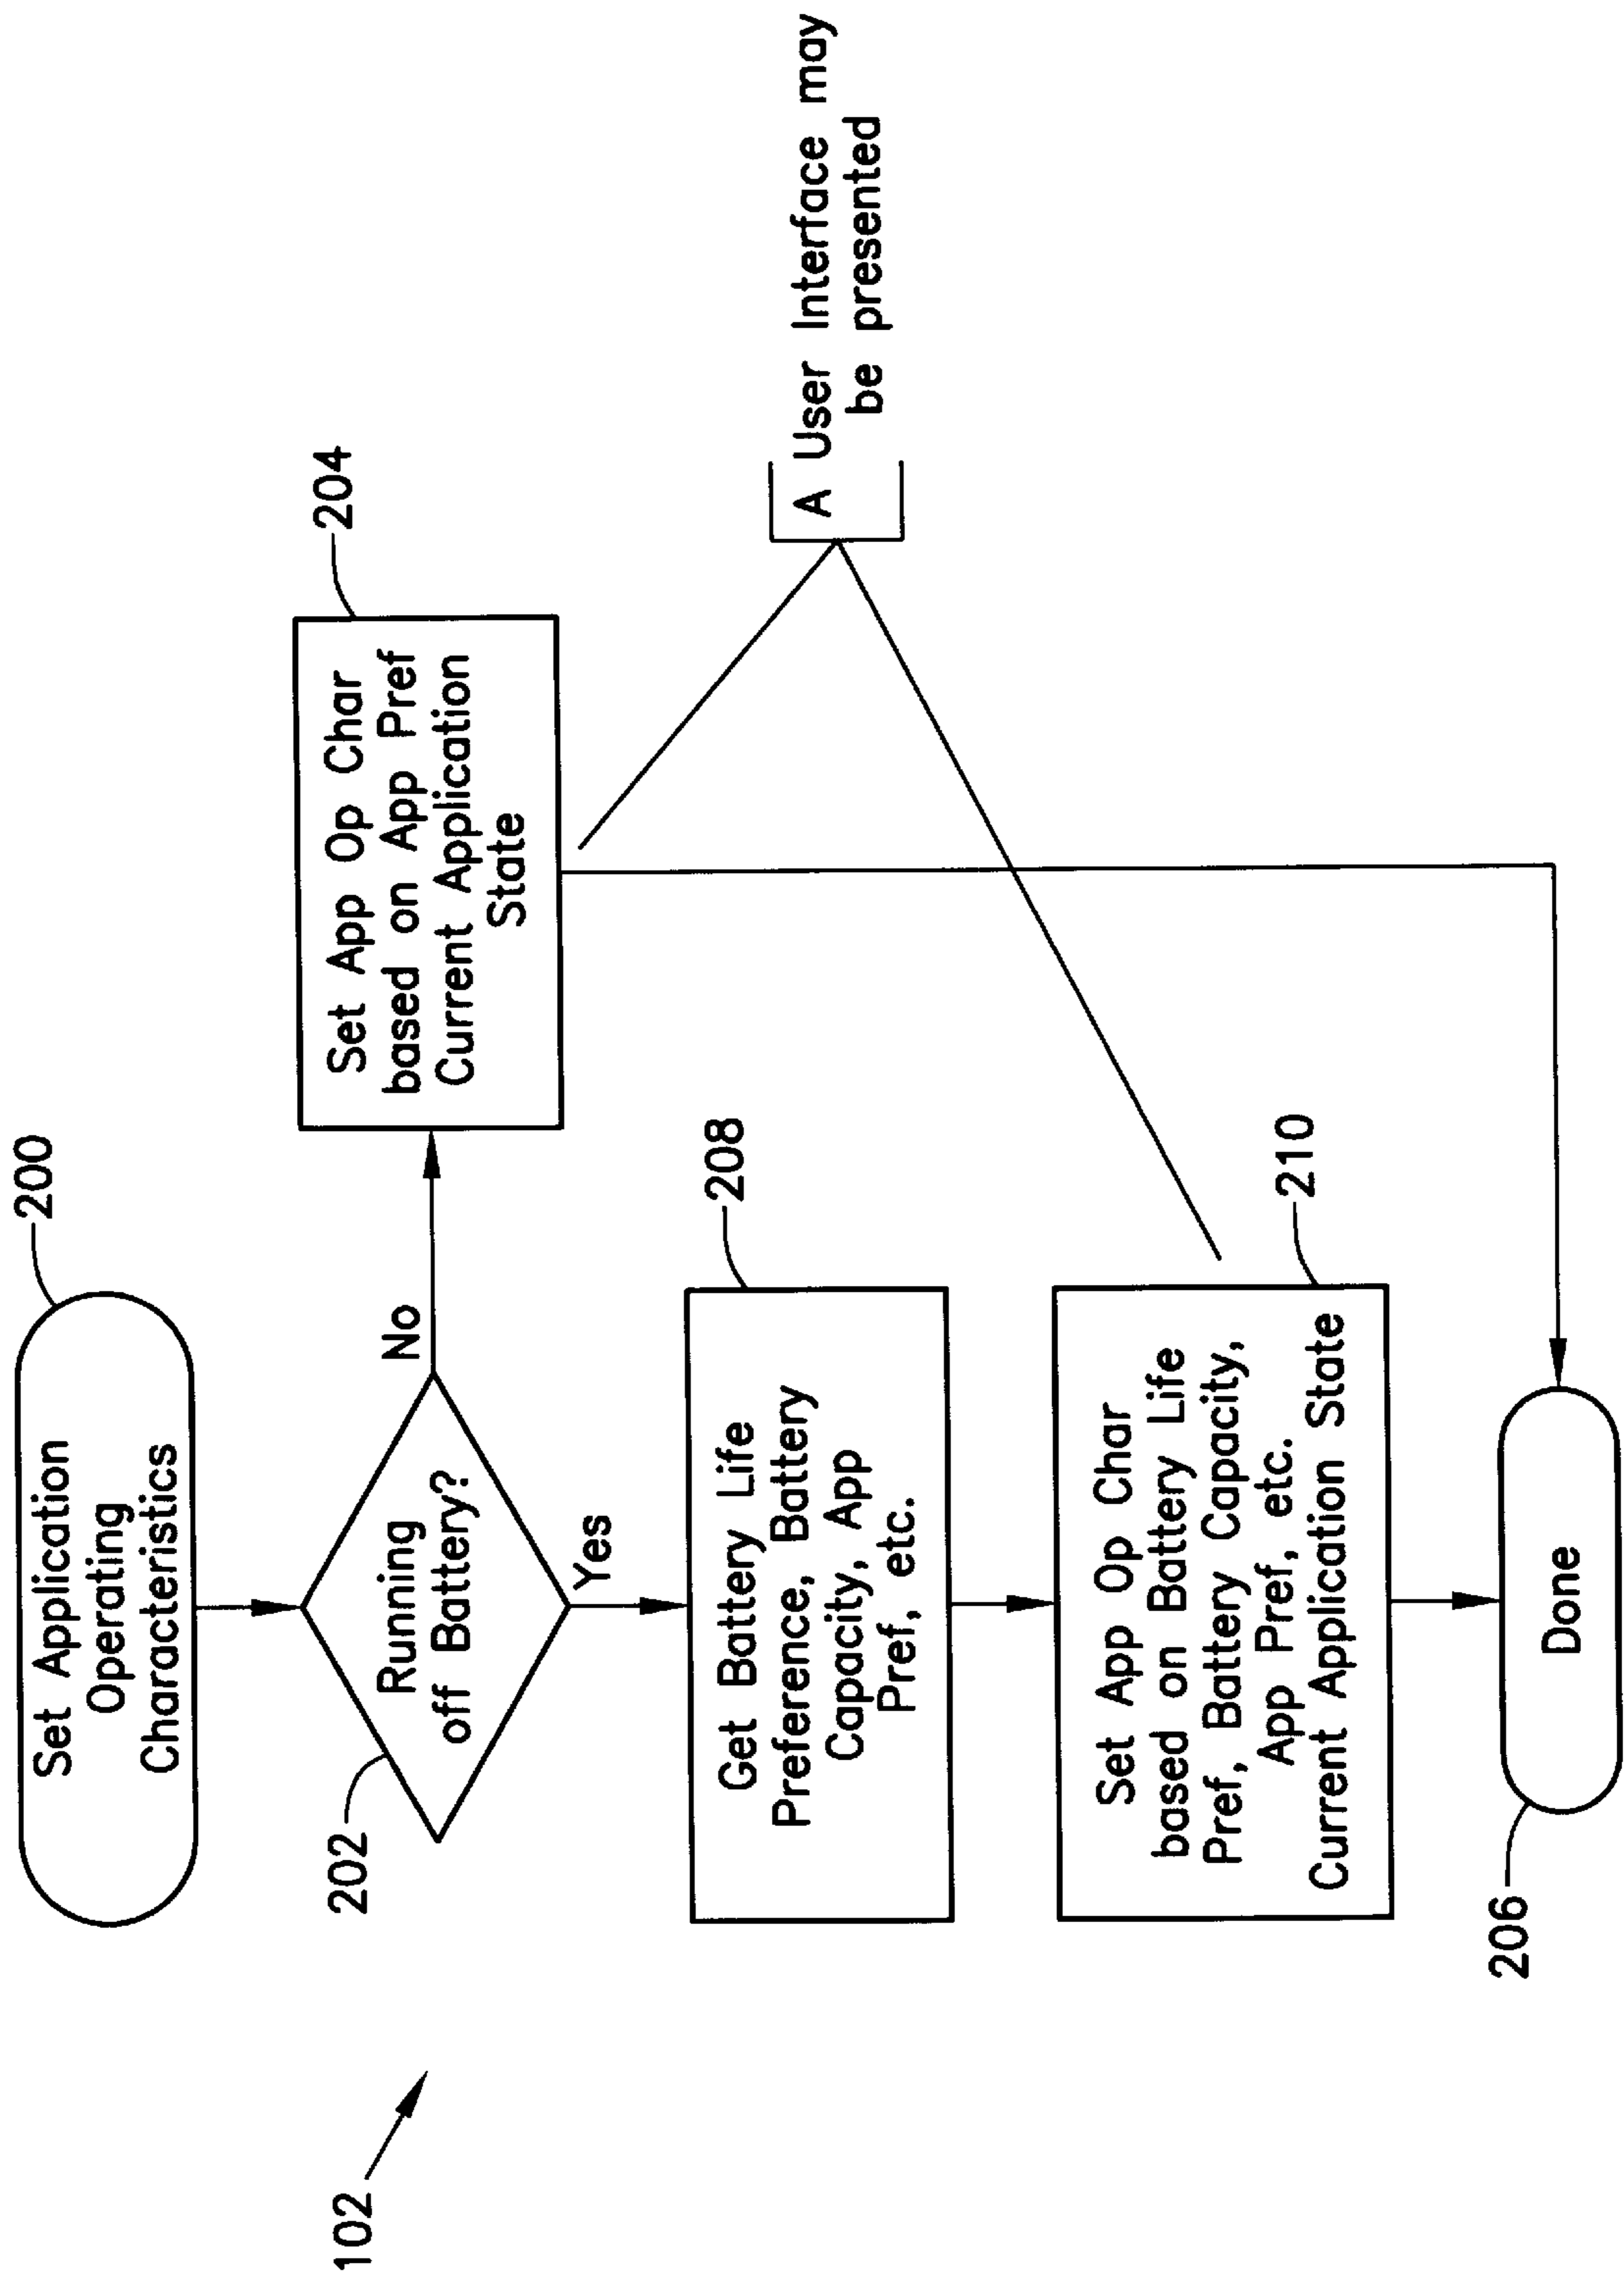 102
200
Set Application
Operating
Characteristics
202
Running
off Battery?
No
Yes
204
Set App Op Char
based on App Pref
Current Application
State
208
Get Battery Life
Preference, Battery
Capacity, App
Pref, etc.
A User Interface may
be presented
210
Set App Op Char
based on Battery Life
Pref, Battery Capacity,
App Pref, etc.
Current Application State
206
Done